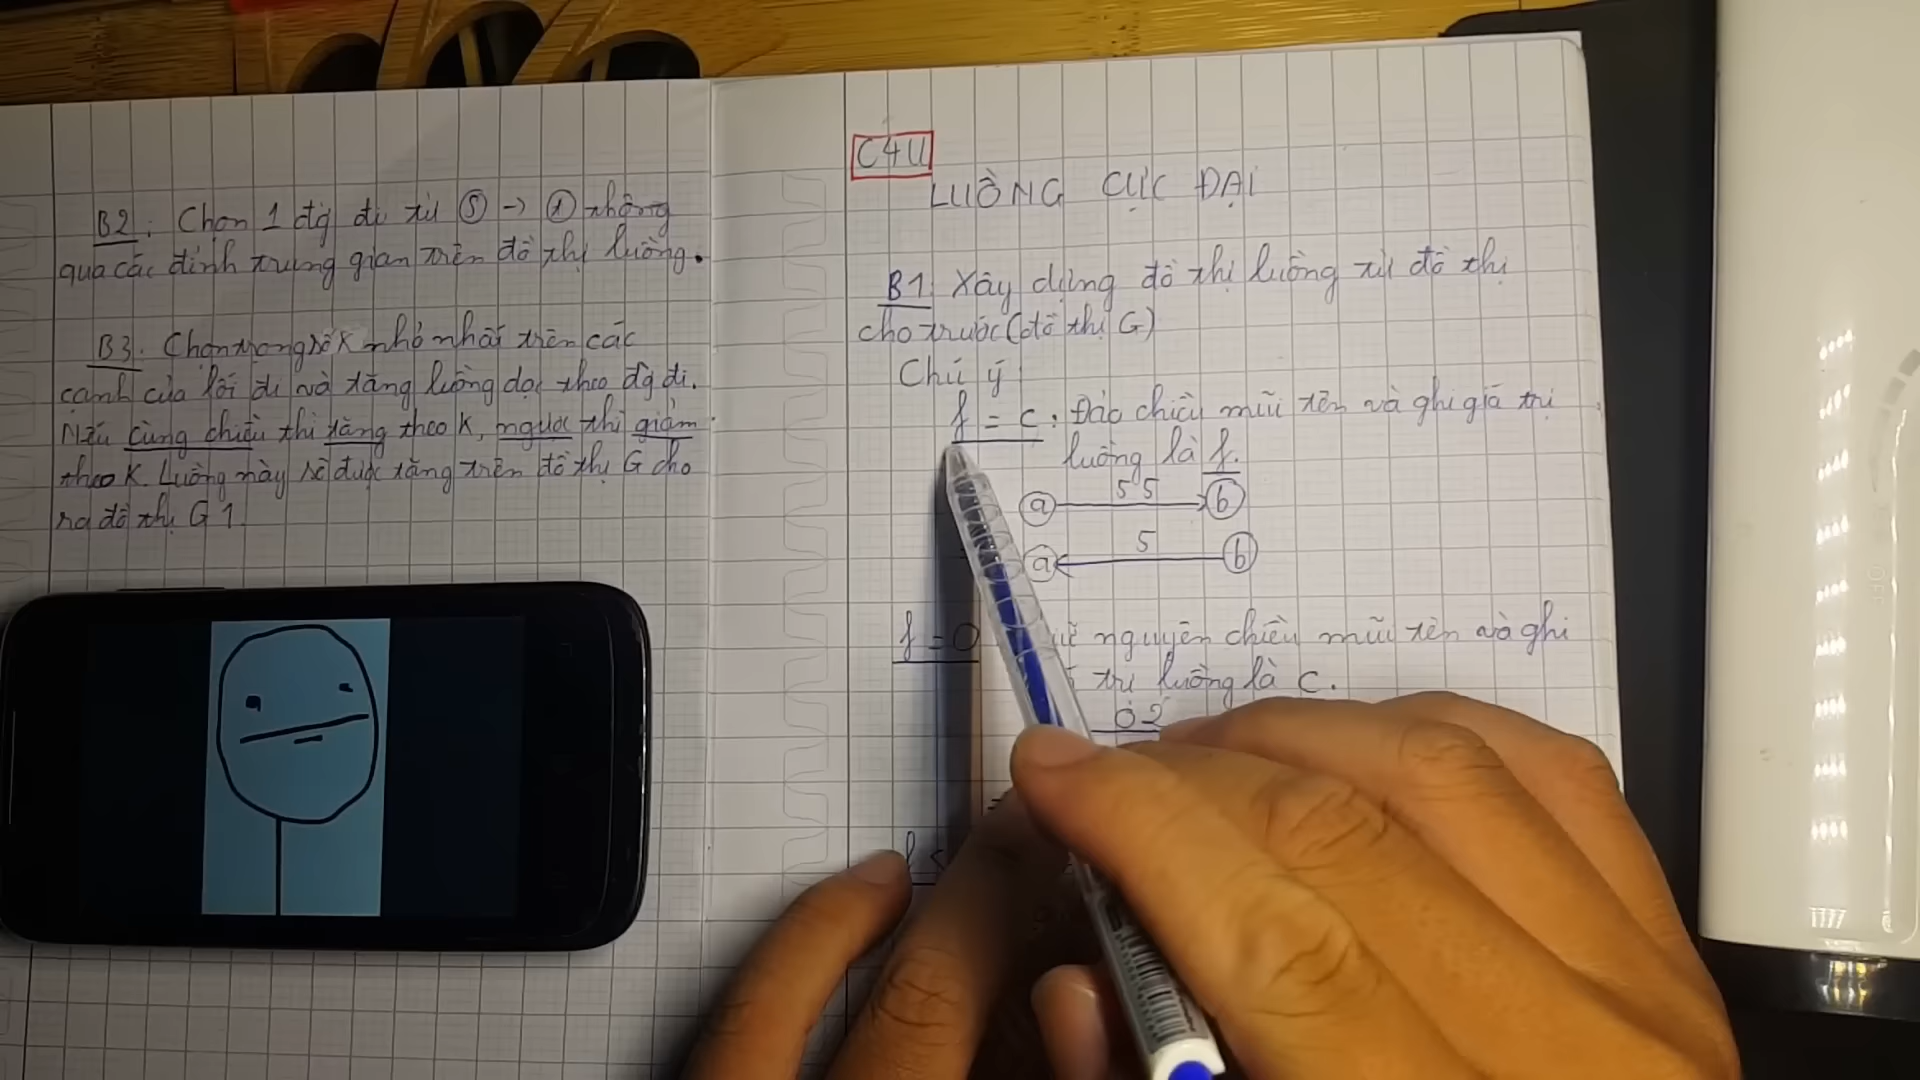 B2: Chọn 1 đg đi từ S -> t thông
qua các đỉnh trung gian trên đồ thị luồng.
B3. Chọn trọng số K nhỏ nhất trên các
cạnh của lối đi và tăng luồng dọc theo đg đi.
Nếu cùng chiều thì tăng theo K, ngược thì giảm
theo K. Luồng này sẽ được tăng trên đồ thị G cho
ra đồ thị G1
C4U
LUỒNG CỰC ĐẠI
B1 Xây dựng đồ thị luồng từ đồ thị
cho trước (đồ thị G)
Chú ý
f = c: Đảo chiều mũi tên và ghi giá trị
luồng là f.
5 5
a b
5
a b
f = 0 nguyên chiều mũi tên và ghi
trị luồng là c.
0 2
f <